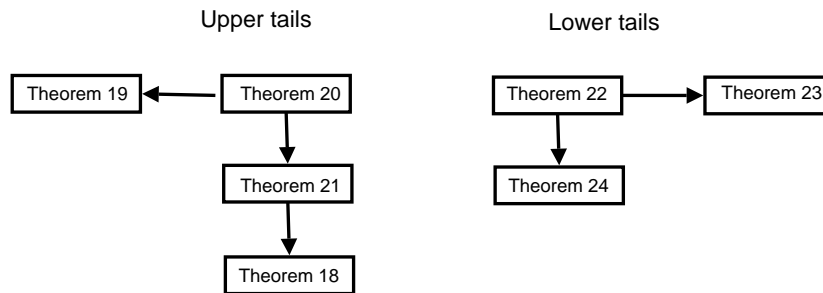 Upper tails
Lower tails
Theorem 19
Theorem 20
Theorem 22
Theorem 23
Theorem 21
Theorem 24
Theorem 18